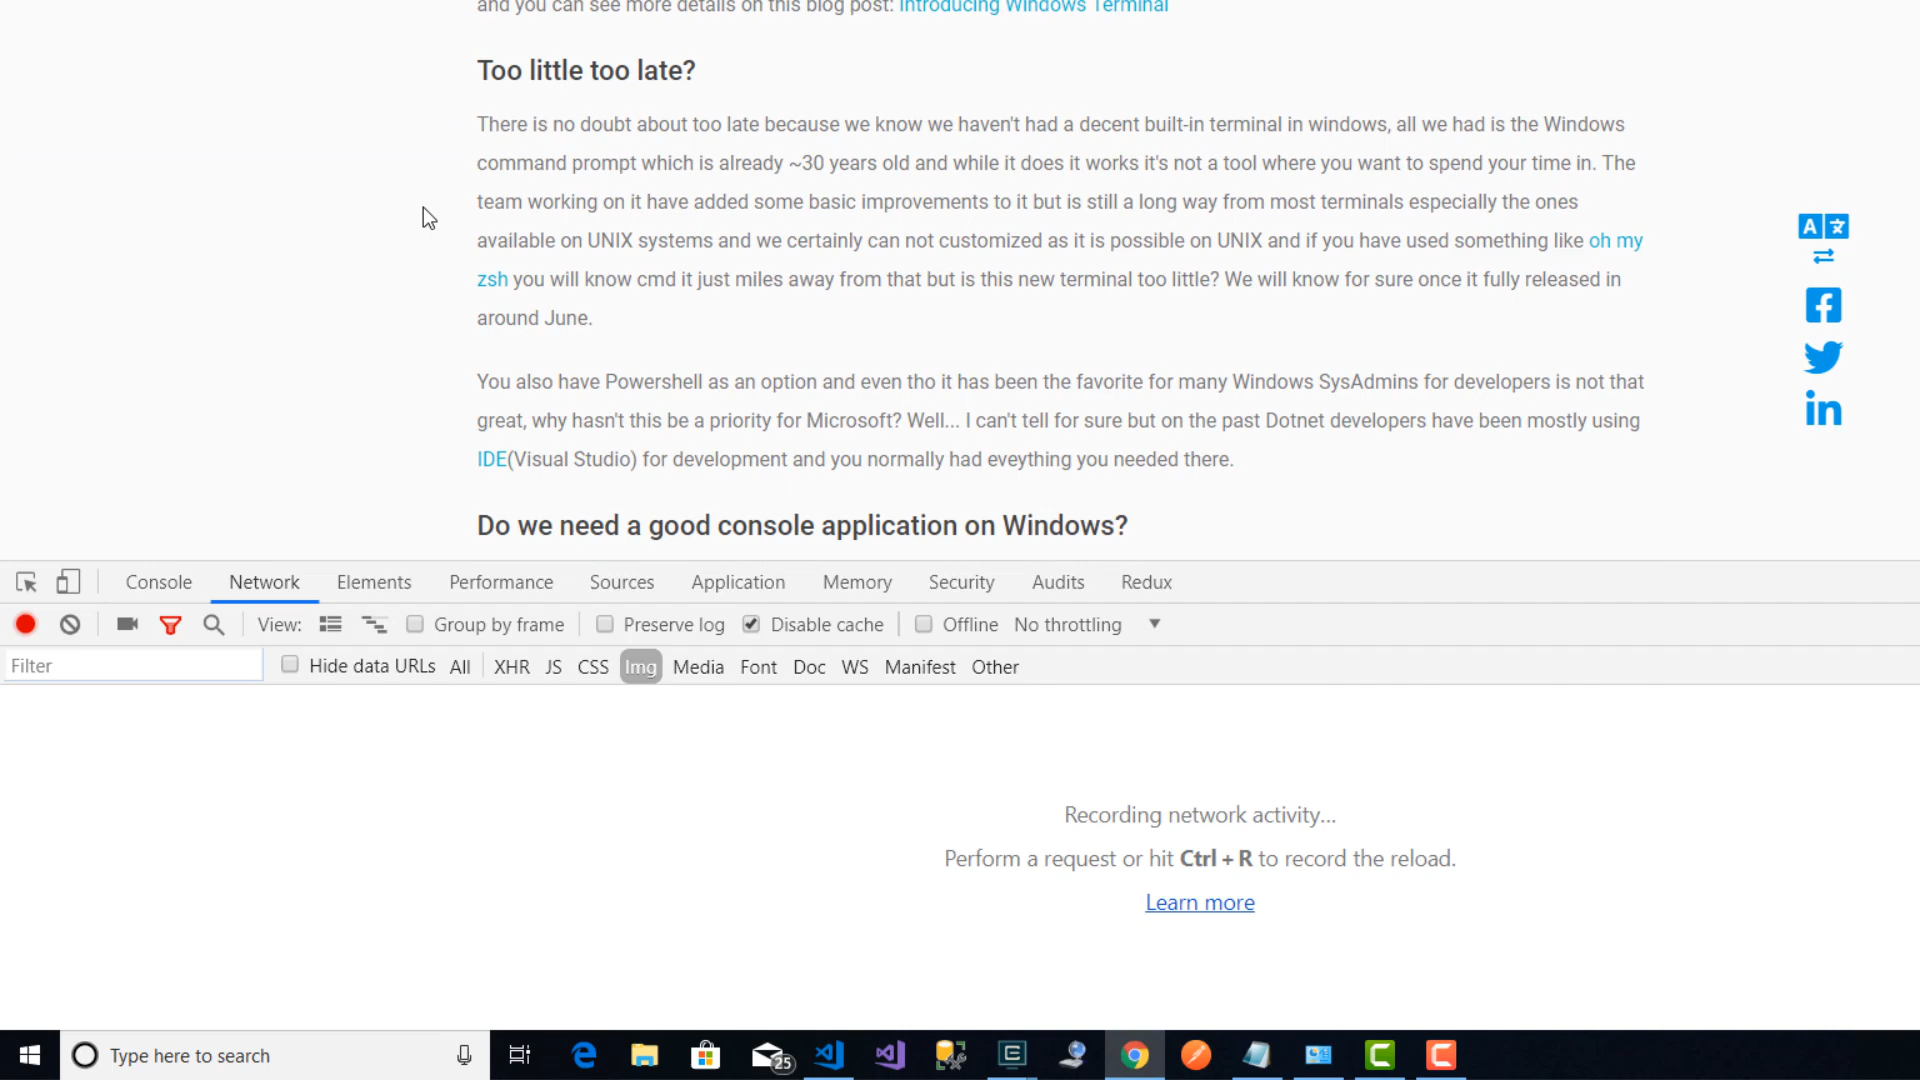 and you can see more details on this blog post: Introducing Windows Terminal
Too little too late?
There is no doubt about too late because we know we haven't had a decent built-in terminal in windows, all we had is the Windows
command prompt which is already ~30 years old and while it does it works it's not a tool where you want to spend your time in. The
team working on it have added some basic improvements to it but is still a long way from most terminals especially the ones
available on UNIX systems and we certainly can not customized as it is possible on UNIX and if you have used something like oh my
zsh you will know cmd it just miles away from that but is this new terminal too little? We will know for sure once it fully released in
around June.
You also have Powershell as an option and even tho it has been the favorite for many Windows SysAdmins for developers is not that
great, why hasn't this be a priority for Microsoft? Well... I can't tell for sure but on the past Dotnet developers have been mostly using
IDE(Visual Studio) for development and you normally had eveything you needed there.
Do we need a good console application on Windows?
Console Network Elements Performance Sources Application Memory Security Audits Redux
View: Group by frame Preserve log Disable cache Offline No throttling
Filter Hide data URLs All XHR JS CSS Img Media Font Doc WS Manifest Other
Recording network activity...
Perform a request or hit Ctrl + R to record the reload.
Learn more
Type here to search 25